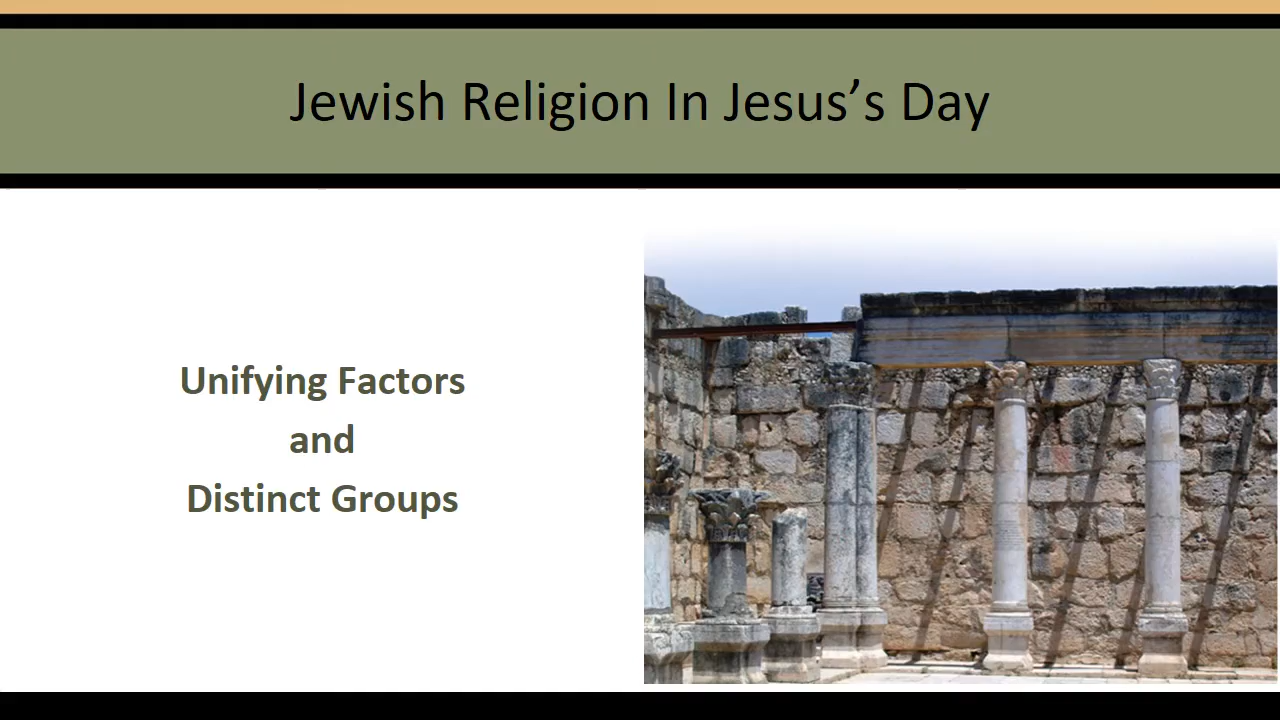 Jewish Religion In Jesus’s Day
Unifying Factors
and
Distinct Groups